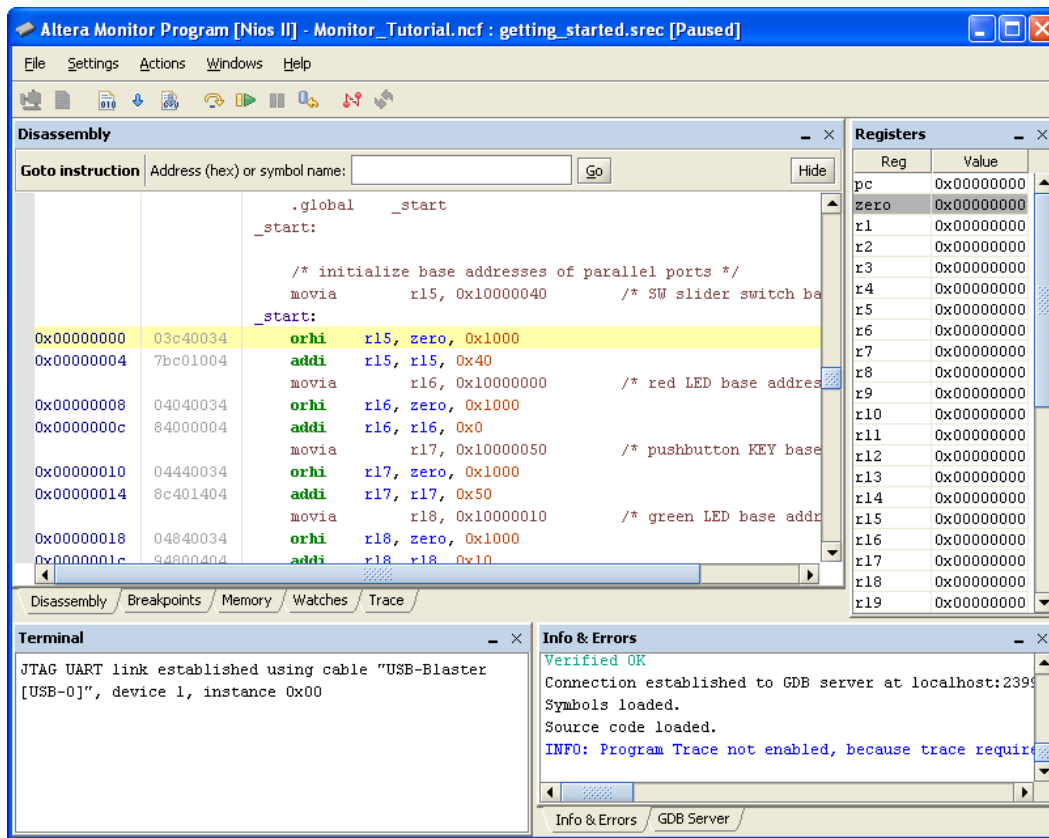 Altera Monitor Program [Nios II] - Monitor_Tutorial.ncf : getting_started.srec [Paused]
File Settings Actions Windows Help
Disassembly
Goto instruction Address (hex) or symbol name: Go Hide
.global _start
_start:
/* initialize base addresses of parallel ports */
movia r15, 0x10000040 /* SW slider switch ba
_start:
0x00000000 03c40034 orhi r15, zero, 0x1000
0x00000004 7bc01004 addi r15, r15, 0x40
movia r16, 0x10000000 /* red LED base addres
0x00000008 04040034 orhi r16, zero, 0x1000
0x0000000c 84000004 addi r16, r16, 0x0
movia r17, 0x10000050 /* pushbutton KEY base
0x00000010 04440034 orhi r17, zero, 0x1000
0x00000014 8c401404 addi r17, r17, 0x50
movia r18, 0x10000010 /* green LED base addr
0x00000018 04840034 orhi r18, zero, 0x1000
0x0000001c 94800404 addi r18, r18, 0x10
Disassembly Breakpoints Memory Watches Trace
Registers
Reg Value
pc 0x00000000
zero 0x00000000
r1 0x00000000
r2 0x00000000
r3 0x00000000
r4 0x00000000
r5 0x00000000
r6 0x00000000
r7 0x00000000
r8 0x00000000
r9 0x00000000
r10 0x00000000
r11 0x00000000
r12 0x00000000
r13 0x00000000
r14 0x00000000
r15 0x00000000
r16 0x00000000
r17 0x00000000
r18 0x00000000
r19 0x00000000
Terminal
JTAG UART link established using cable "USB-Blaster
[USB-0]", device 1, instance 0x00
Info & Errors
Verified OK
Connection established to GDB server at localhost:2399
Symbols loaded.
Source code loaded.
INFO: Program Trace not enabled, because trace require
Info & Errors GDB Server